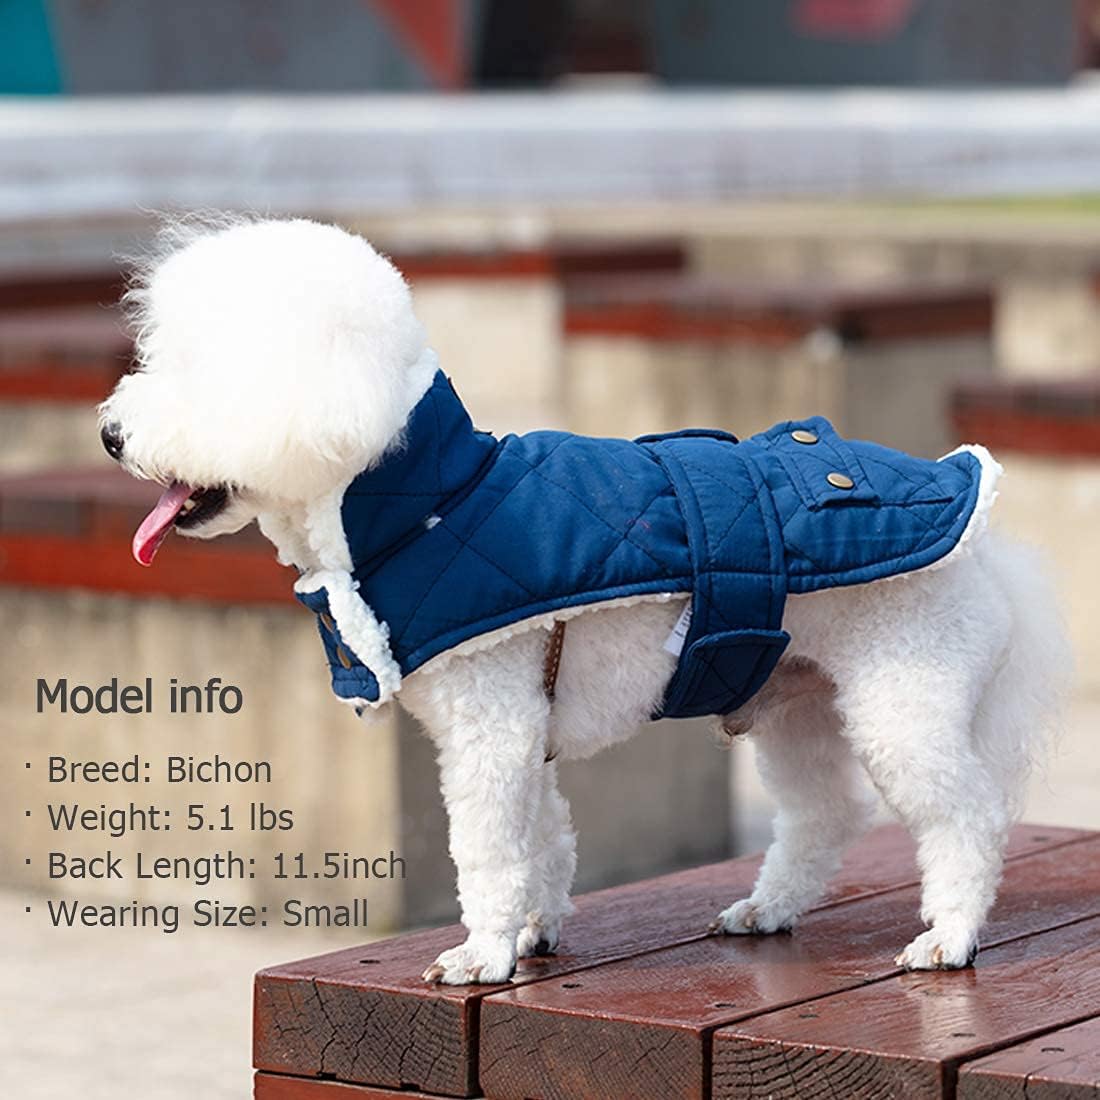 Model info
· Breed: Bichon
· Weight: 5.1 lbs
· Back Length: 11.5inch
· Wearing Size: Small